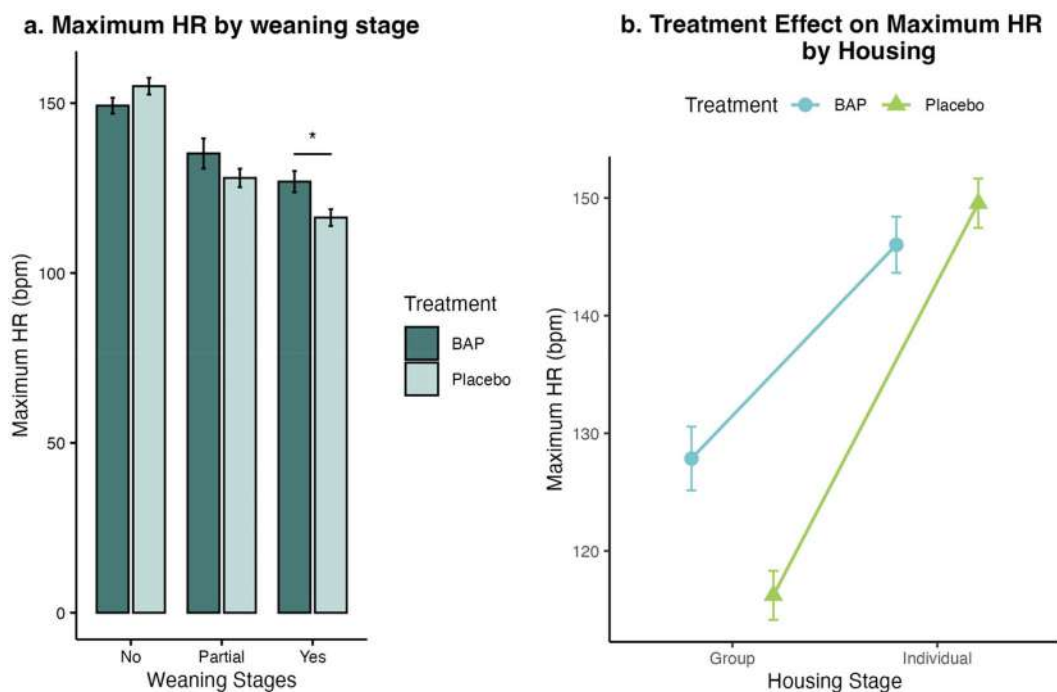 a. Maximum HR by weaning stage
Maximum HR (bpm)
150
100
50
0
*
No Partial Yes
Weaning Stages
Treatment
BAP
Placebo
b. Treatment Effect on Maximum HR
by Housing
Treatment BAP Placebo
Maximum HR (bpm)
150
140
130
120
Group Individual
Housing Stage